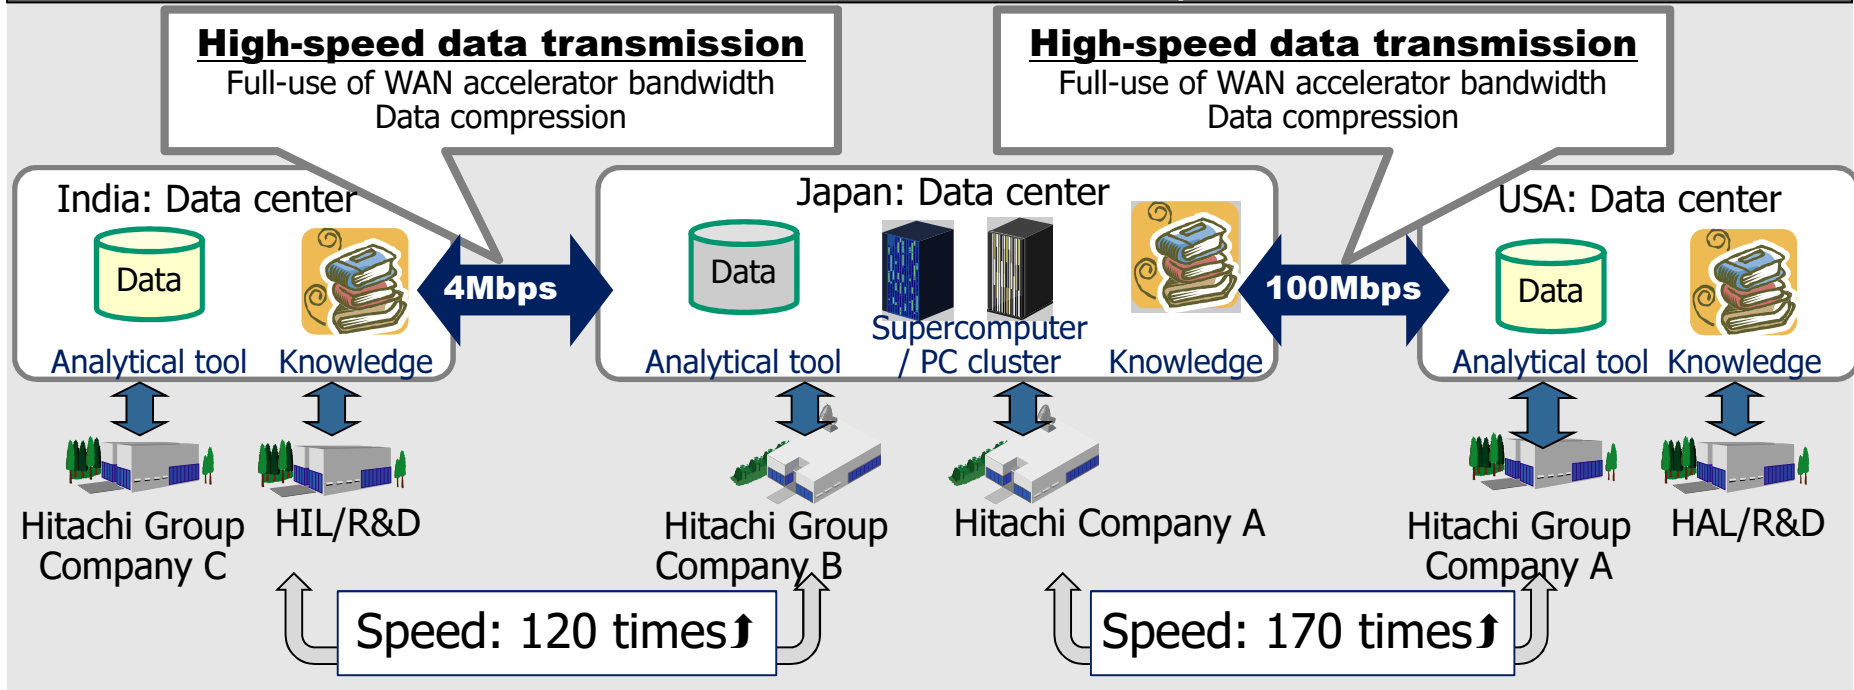 High-speed data transmission
Full-use of WAN accelerator bandwidth
Data compression
High-speed data transmission
Full-use of WAN accelerator bandwidth
Data compression
India: Data center
Data
Analytical tool
Knowledge
4Mbps
Japan: Data center
Data
Analytical tool
Supercomputer
/ PC cluster
Knowledge
100Mbps
USA: Data center
Data
Analytical tool
Knowledge
Hitachi Group
Company C
HIL/R&D
Hitachi Group
Company B
Hitachi Company A
Hitachi Group
Company A
HAL/R&D
Speed: 120 times
Speed: 170 times